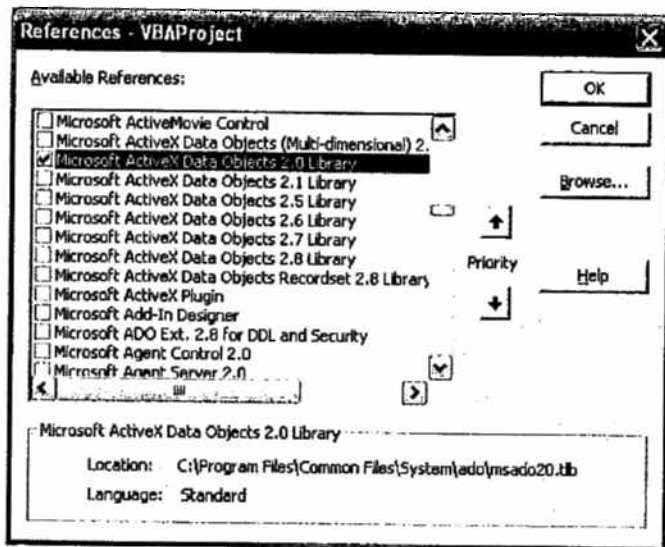 References - VBAProject
Available References:
Microsoft ActiveMovie Control
Microsoft ActiveX Data Objects (Multi-dimensional) 2.
Microsoft ActiveX Data Objects 2.0 Library
Microsoft ActiveX Data Objects 2.1 Library
Microsoft ActiveX Data Objects 2.5 Library
Microsoft ActiveX Data Objects 2.6 Library
Microsoft ActiveX Data Objects 2.7 Library
Microsoft ActiveX Data Objects 2.8 Library
Microsoft ActiveX Data Objects Recordset 2.8 Library
Microsoft ActiveX Plugin
Microsoft Add-In Designer
Microsoft ADO Ext. 2.8 for DDL and Security
Microsoft Agent Control 2.0
Microsoft Agent Server 2.0
OK
Cancel
Browse...
Priority
Help
Microsoft ActiveX Data Objects 2.0 Library
Location: C:\Program Files\Common Files\System\ado\msado20.tlb
Language: Standard